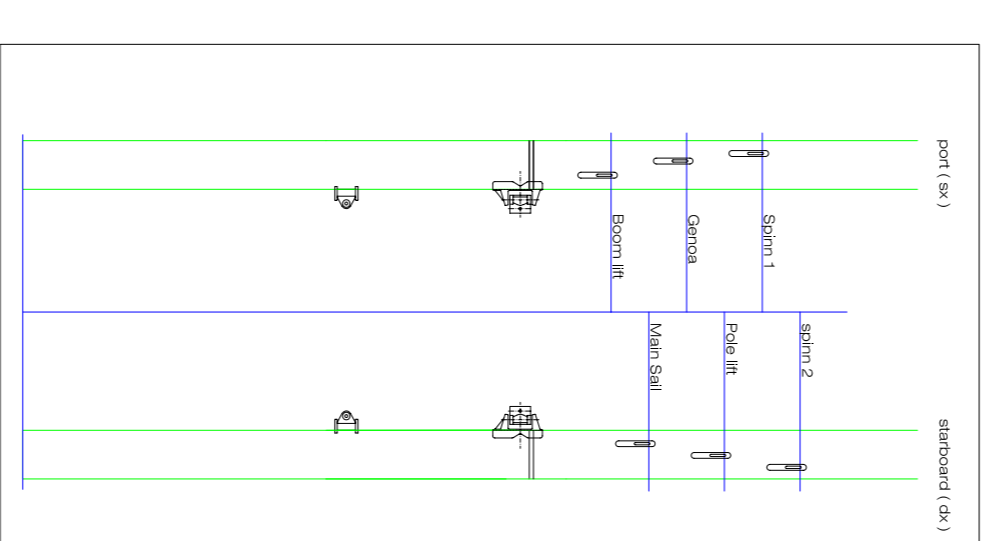 port ( sx )
Spinn 1
Genoa
Boom lift
spinn 2
Pole lift
Main Sail
starboard ( dx )